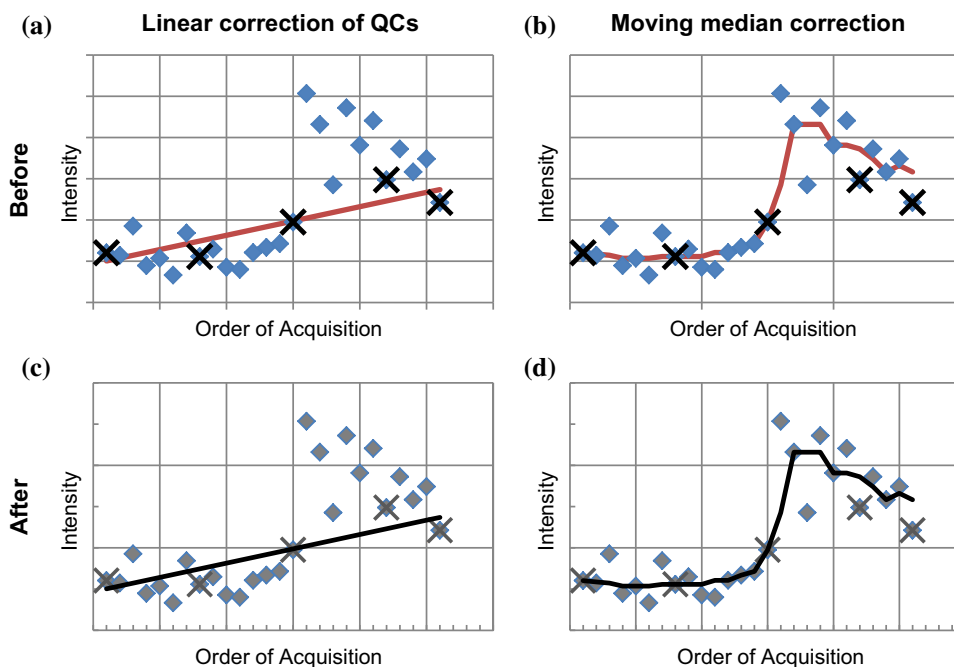 (a) Linear correction of QCs
(b) Moving median correction
Before
Intensity
Intensity
Order of Acquisition
Order of Acquisition
(c)
(d)
After
Intensity
Intensity
Order of Acquisition
Order of Acquisition